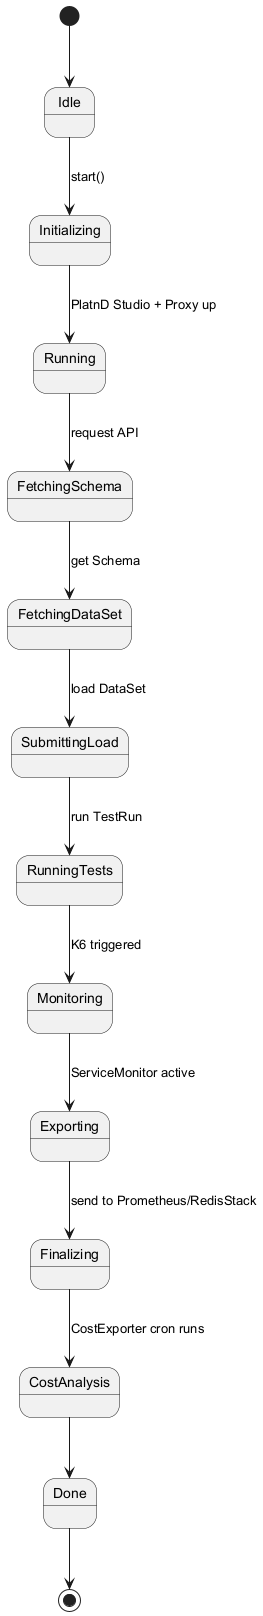 Idle
start()
Initializing
PlatnD Studio + Proxy up
Running
request API
FetchingSchema
get Schema
FetchingDataSet
load DataSet
SubmittingLoad
run TestRun
RunningTests
K6 triggered
Monitoring
ServiceMonitor active
Exporting
send to Prometheus/RedisStack
Finalizing
CostExporter cron runs
CostAnalysis
Done